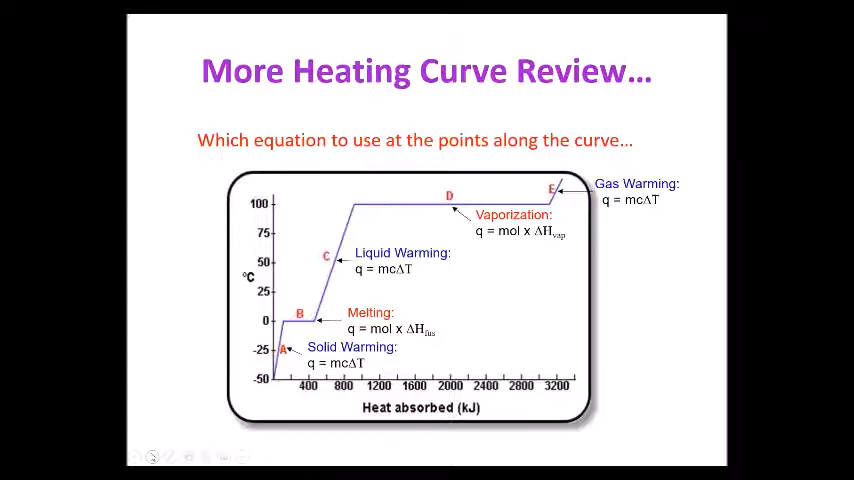 More Heating Curve Review…
Which equation to use at the points along the curve…
E
Gas Warming:
q = mcΔT
100
D
Vaporization:
q = mol x ΔHvap
75
C
Liquid Warming:
q = mcΔT
50
°C
25
B
Melting:
q = mol x ΔHfus
0
A
Solid Warming:
q = mcΔT
-25
-50
400 800 1200 1600 2000 2400 2800 3200
Heat absorbed (kJ)